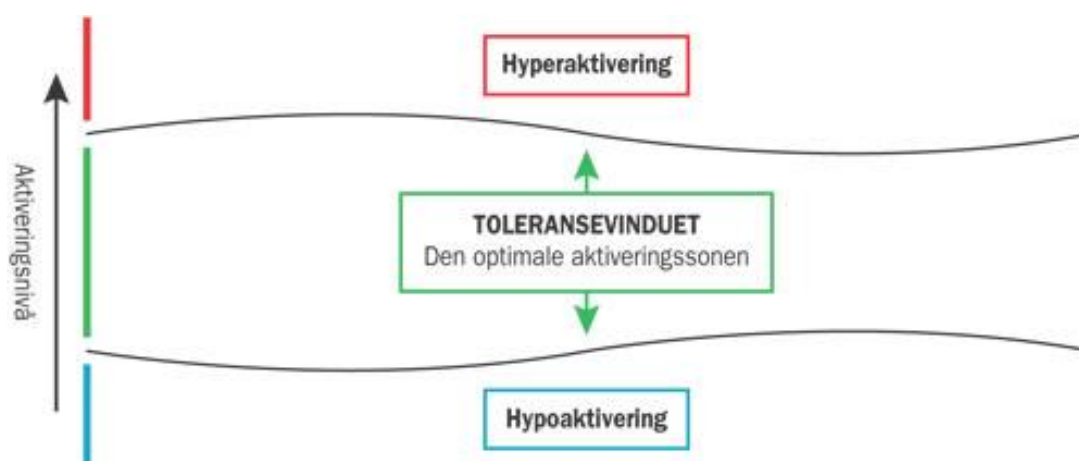 Hyperaktivering
Aktiveringsnivå
TOLERANSEVINDUET
Den optimale aktiveringssonen
Hypoaktivering